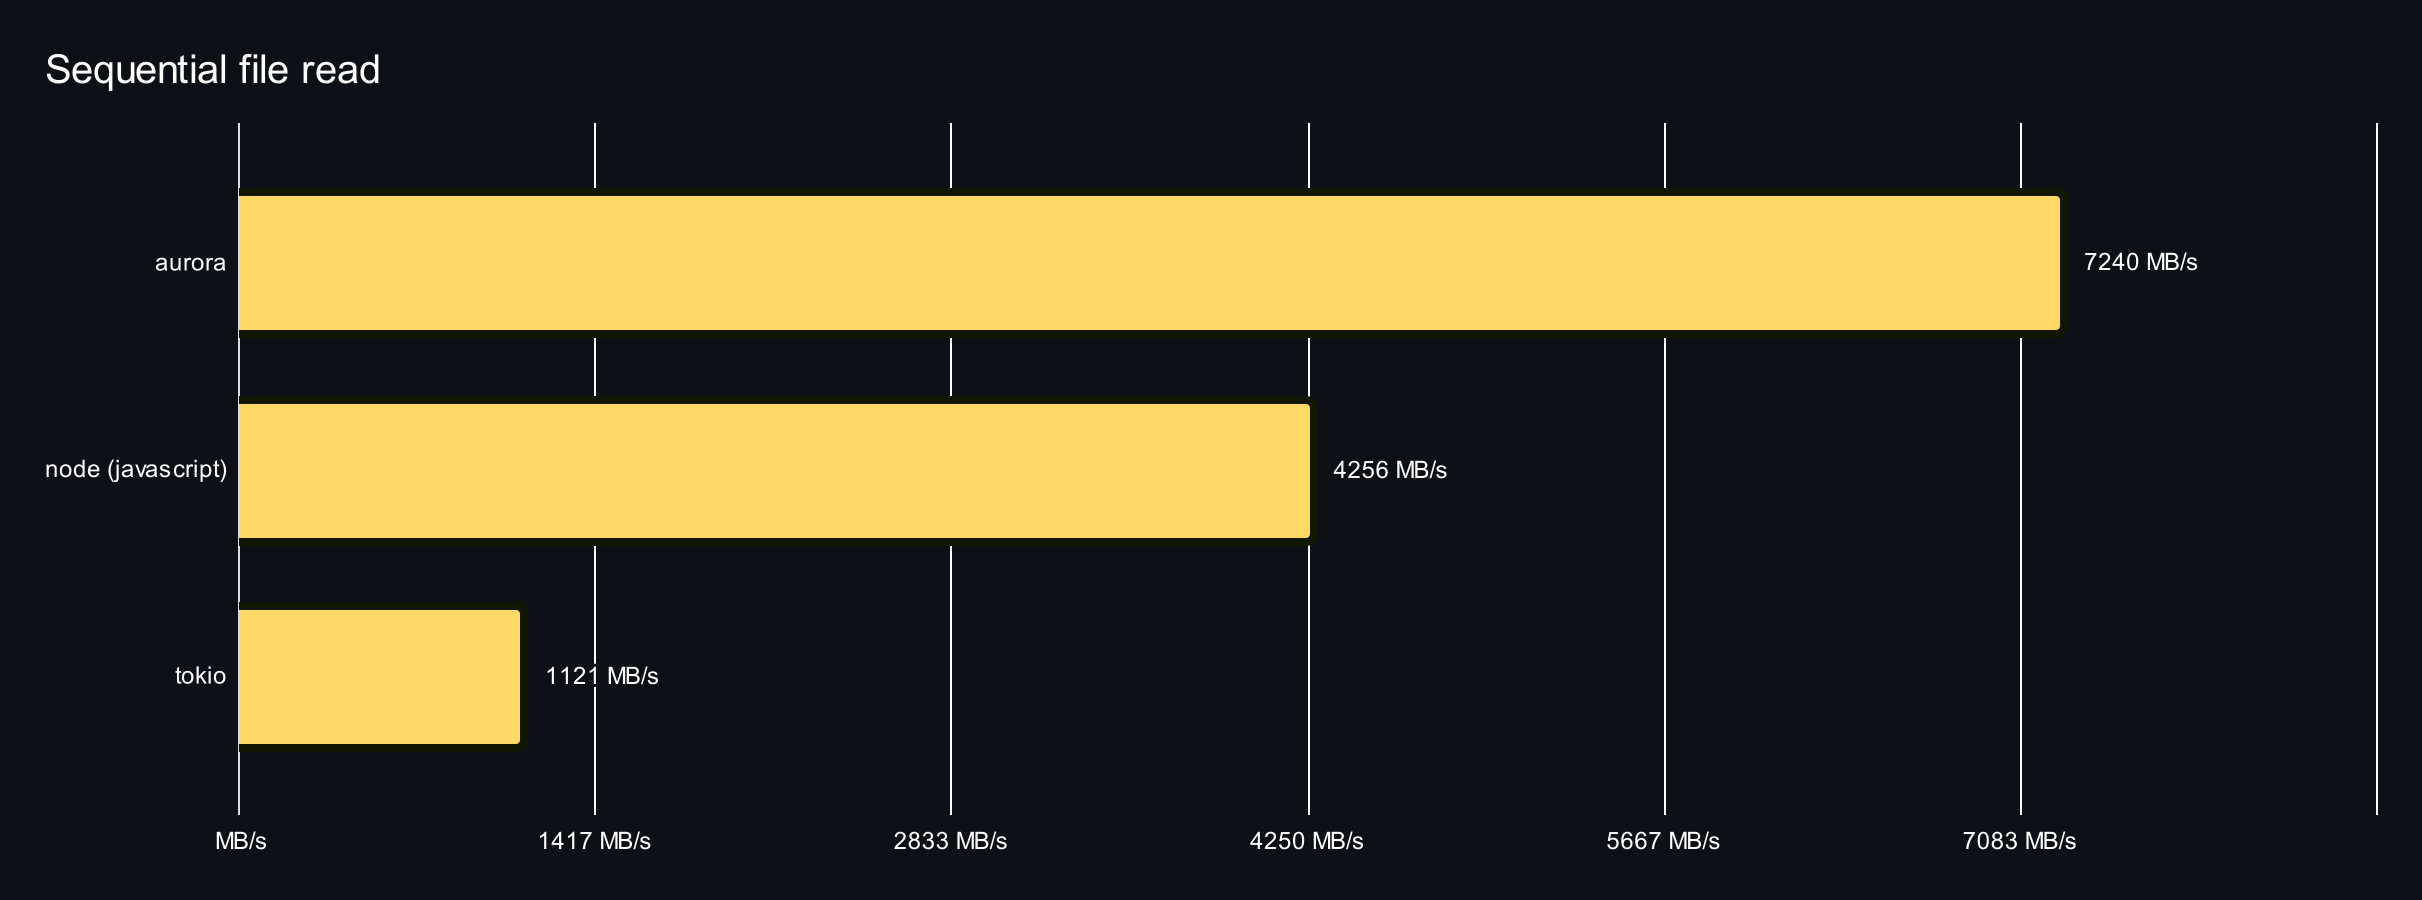 Sequential file read
aurora
7240 MB/s
node (javascript)
4256 MB/s
tokio
1121 MB/s
MB/s
1417 MB/s
2833 MB/s
4250 MB/s
5667 MB/s
7083 MB/s